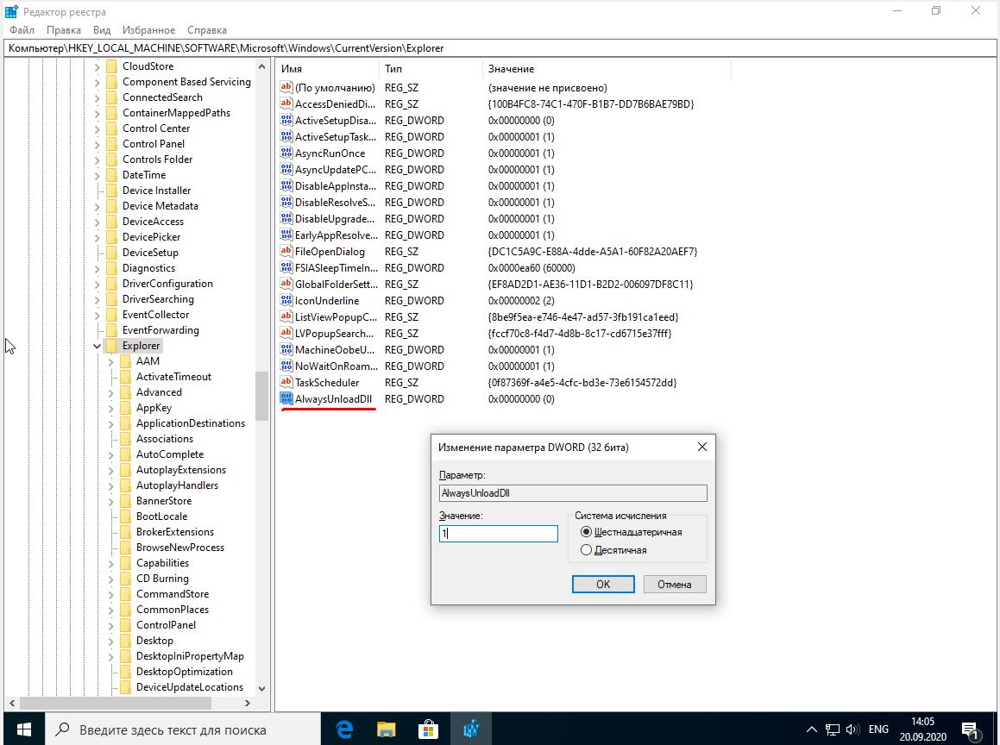 Редактор реестра
Файл Правка Вид Избранное Справка
Компьютер\HKEY_LOCAL_MACHINE\SOFTWARE\Microsoft\Windows\CurrentVersion\Explorer
CloudStore
Component Based Servicing
ConnectedSearch
ContainerMappedPaths
Control Center
Control Panel
Controls Folder
DateTime
Device Installer
Device Metadata
DeviceAccess
DevicePicker
DeviceSetup
Diagnostics
DriverConfiguration
DriverSearching
EventCollector
EventForwarding
Explorer
AAM
ActivateTimeout
Advanced
AppKey
ApplicationDestinations
Associations
AutoComplete
AutoplayExtensions
AutoplayHandlers
BannerStore
BootLocale
BrokerExtensions
BrowseNewProcess
Capabilities
CD Burning
CommandStore
CommonPlaces
ControlPanel
Desktop
DesktopIniPropertyMap
DesktopOptimization
DeviceUpdateLocations
Имя Тип Значение
(По умолчанию) REG_SZ (значение не присвоено)
AccessDeniedDi... REG_SZ {100B4FC8-74C1-470F-B1B7-DD7B6BAE79BD}
ActiveSetupDisa... REG_DWORD 0x00000000 (0)
ActiveSetupTask... REG_DWORD 0x00000001 (1)
AsyncRunOnce REG_DWORD 0x00000001 (1)
AsyncUpdatePC... REG_DWORD 0x00000001 (1)
DisableAppInsta... REG_DWORD 0x00000001 (1)
DisableResolveS... REG_DWORD 0x00000001 (1)
DisableUpgrade... REG_DWORD 0x00000001 (1)
EarlyAppResolve... REG_DWORD 0x00000001 (1)
FileOpenDialog REG_SZ {DC1C5A9C-E88A-4dde-A5A1-60F82A20AEF7}
FSIASleepTimeIn... REG_DWORD 0x0000ea60 (60000)
GlobalFolderSett... REG_SZ {EF8AD2D1-AE36-11D1-B2D2-006097DF8C11}
IconUnderline REG_DWORD 0x00000002 (2)
ListViewPopupC... REG_SZ {8be9f5ea-e746-4e47-ad57-3fb191ca1eed}
LVPopupSearch... REG_SZ {fccf70c8-f4d7-4d8b-8c17-cd6715e37fff}
MachineOobeU... REG_DWORD 0x00000001 (1)
NoWaitOnRoam... REG_DWORD 0x00000001 (1)
TaskScheduler REG_SZ {0f87369f-a4e5-4cfc-bd3e-73e6154572dd}
AlwaysUnloadDll REG_DWORD 0x00000000 (0)
Изменение параметра DWORD (32 бита)
Параметр:
AlwaysUnloadDll
Значение:
1
Система исчисления
Шестнадцатеричная
Десятичная
OK Отмена
Введите здесь текст для поиска
ENG
14:05
20.09.2020
1